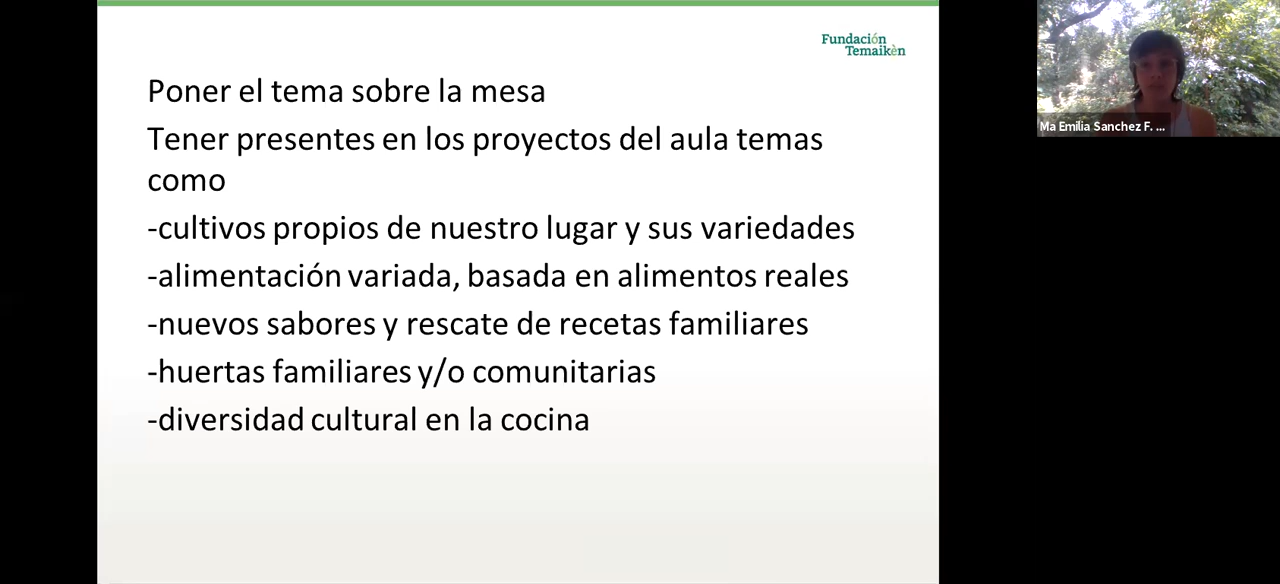 Fundación
Temaikèn
Poner el tema sobre la mesa
Tener presentes en los proyectos del aula temas
como
-cultivos propios de nuestro lugar y sus variedades
-alimentación variada, basada en alimentos reales
-nuevos sabores y rescate de recetas familiares
-huertas familiares y/o comunitarias
-diversidad cultural en la cocina
Ma Emilia Sanchez F. ...